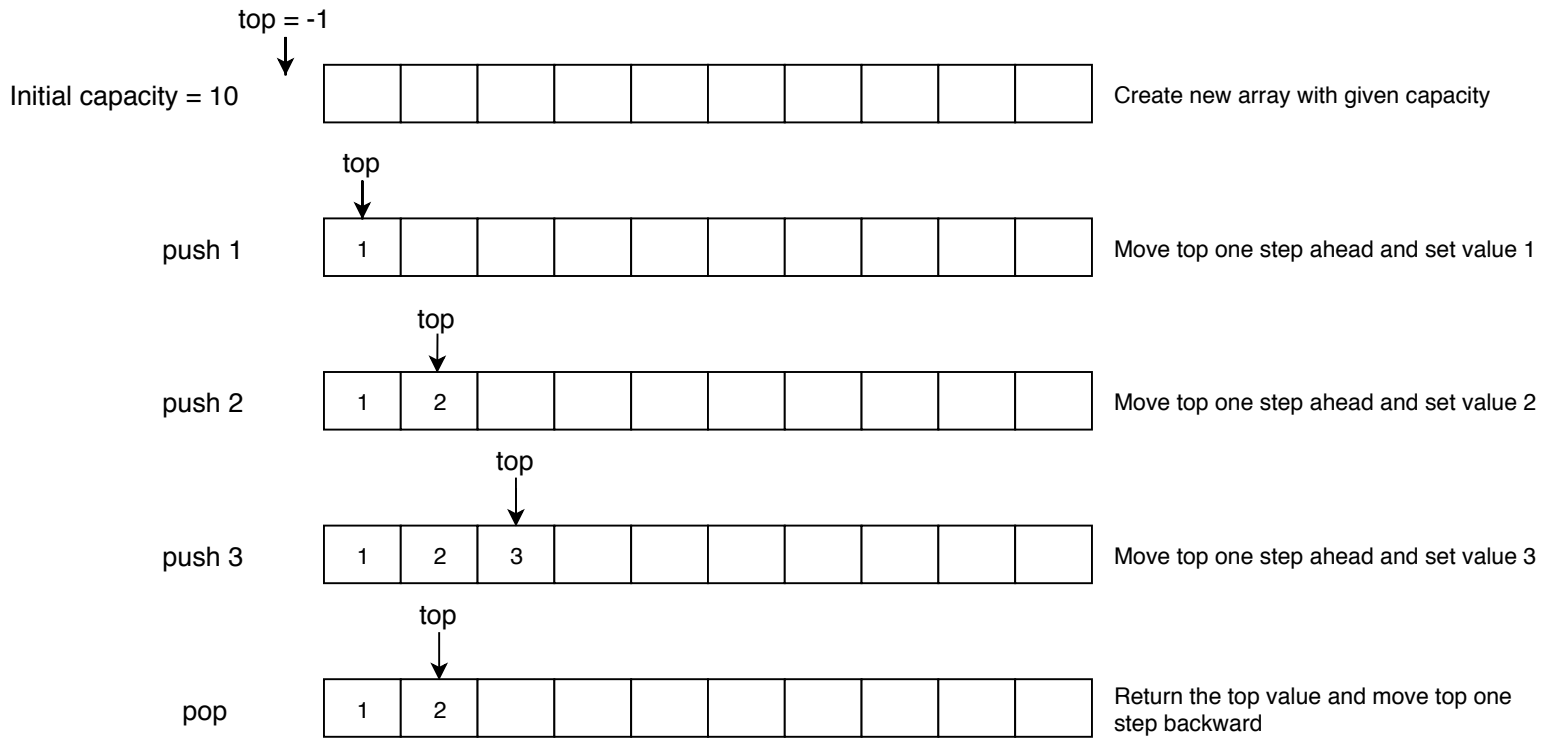 top = -1
Initial capacity = 10
Create new array with given capacity
top
push 1
1
Move top one step ahead and set value 1
top
push 2
1 2
Move top one step ahead and set value 2
top
push 3
1 2 3
Move top one step ahead and set value 3
top
pop
1 2
Return the top value and move top one
step backward